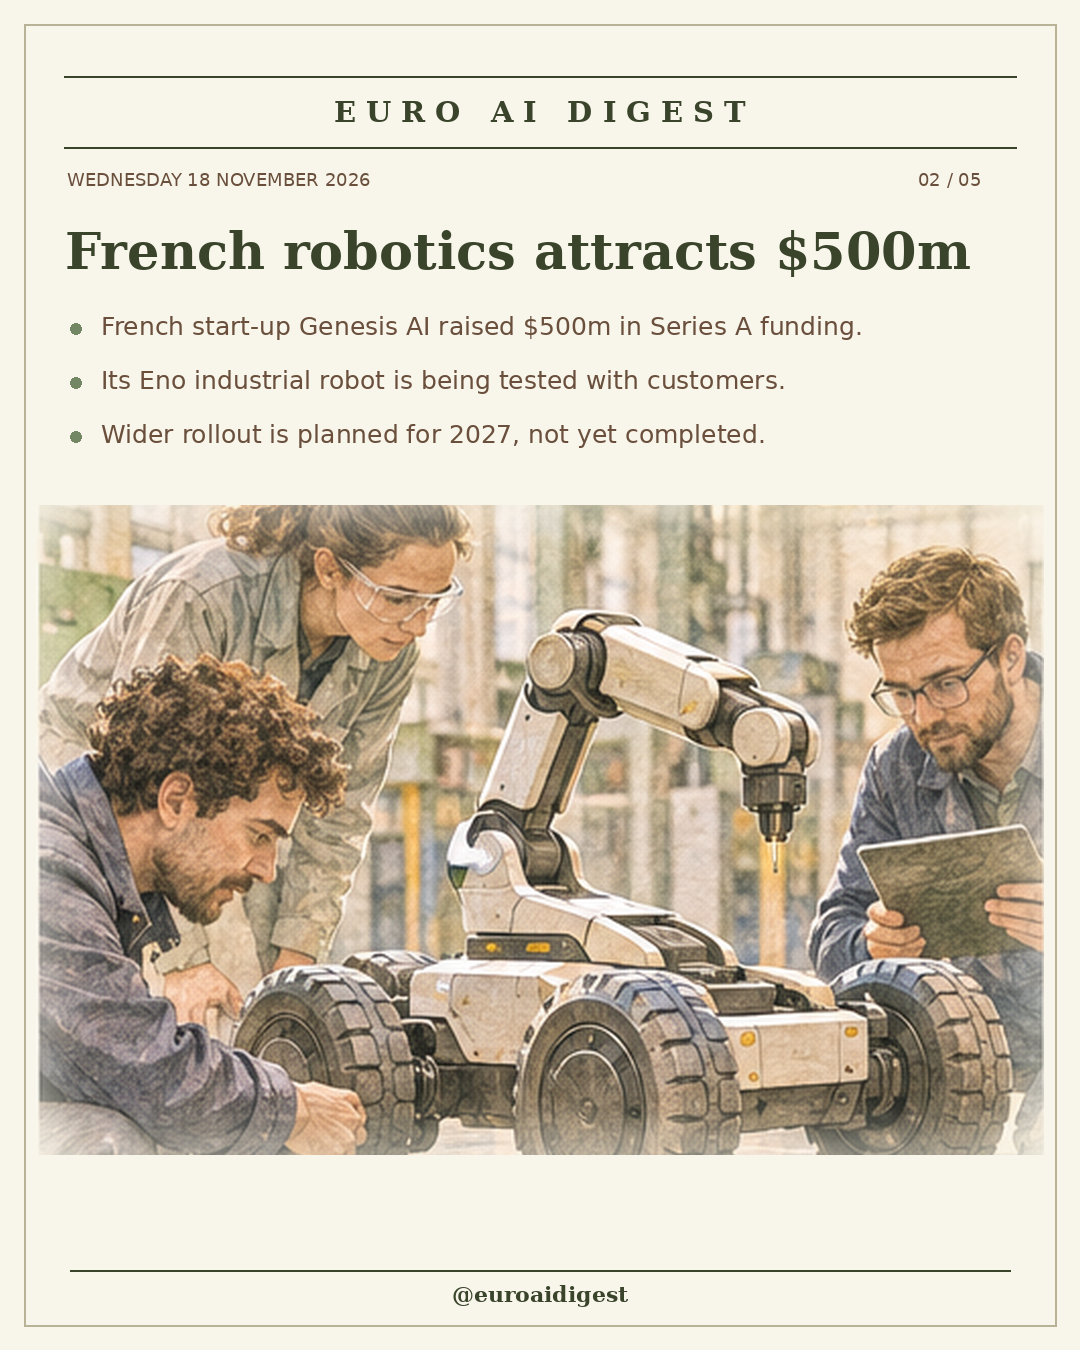 EURO AI DIGEST
WEDNESDAY 18 NOVEMBER 2026
02 / 05
French robotics attracts $500m
French start-up Genesis AI raised $500m in Series A funding.
Its Eno industrial robot is being tested with customers.
Wider rollout is planned for 2027, not yet completed.
@euroaidigest